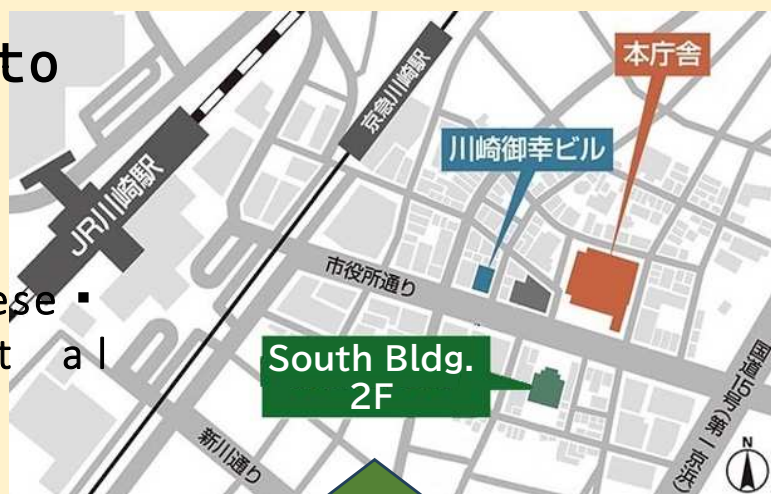 to
本庁舎
京急川崎駅
川崎御幸ビル
JR川崎駅
市役所通り
ese ▪
t al
South Bldg.
2F
新川通り
国道15号(第一京浜)
N